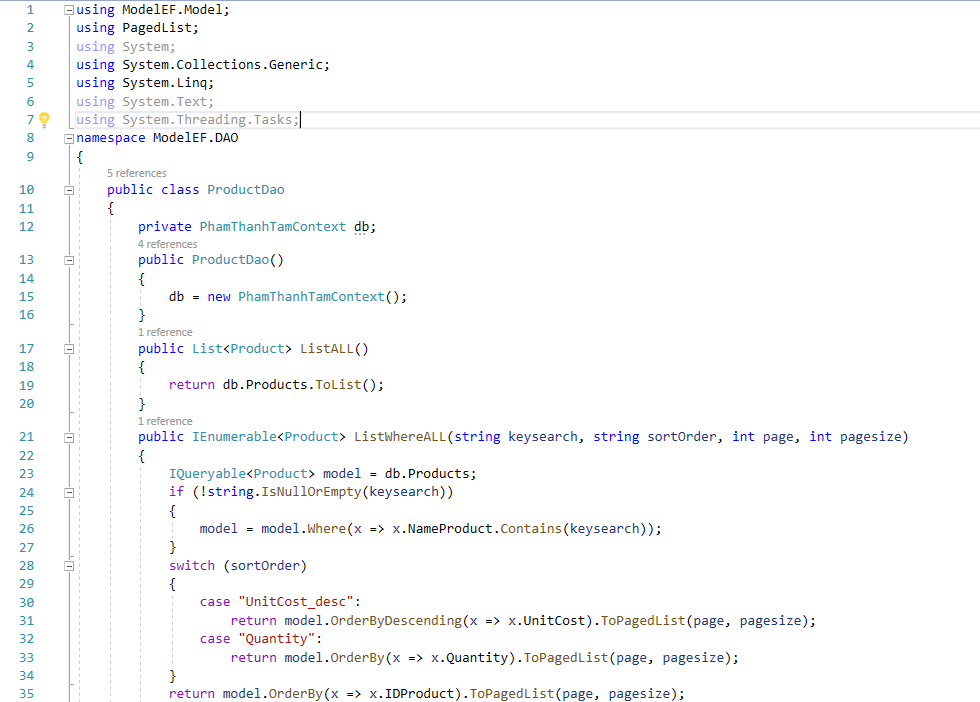 1 using ModelEF.Model;
2 using PagedList;
3 using System;
4 using System.Collections.Generic;
5 using System.Linq;
6 using System.Text;
7 using System.Threading.Tasks;
8 namespace ModelEF.DAO
9 {
5 references
10 public class ProductDao
11 {
12 private PhamThanhTamContext db;
4 references
13 public ProductDao()
14 {
15 db = new PhamThanhTamContext();
16 }
1 reference
17 public List<Product> ListALL()
18 {
19 return db.Products.ToList();
20 }
1 reference
21 public IEnumerable<Product> ListWhereALL(string keysearch, string sortOrder, int page, int pagesize)
22 {
23 IQueryable<Product> model = db.Products;
24 if (!string.IsNullOrEmpty(keysearch))
25 {
26 model = model.Where(x => x.NameProduct.Contains(keysearch));
27 }
28 switch (sortOrder)
29 {
30 case "UnitCost_desc":
31 return model.OrderByDescending(x => x.UnitCost).ToPagedList(page, pagesize);
32 case "Quantity":
33 return model.OrderBy(x => x.Quantity).ToPagedList(page, pagesize);
34 }
35 return model.OrderBy(x => x.IDProduct).ToPagedList(page, pagesize);